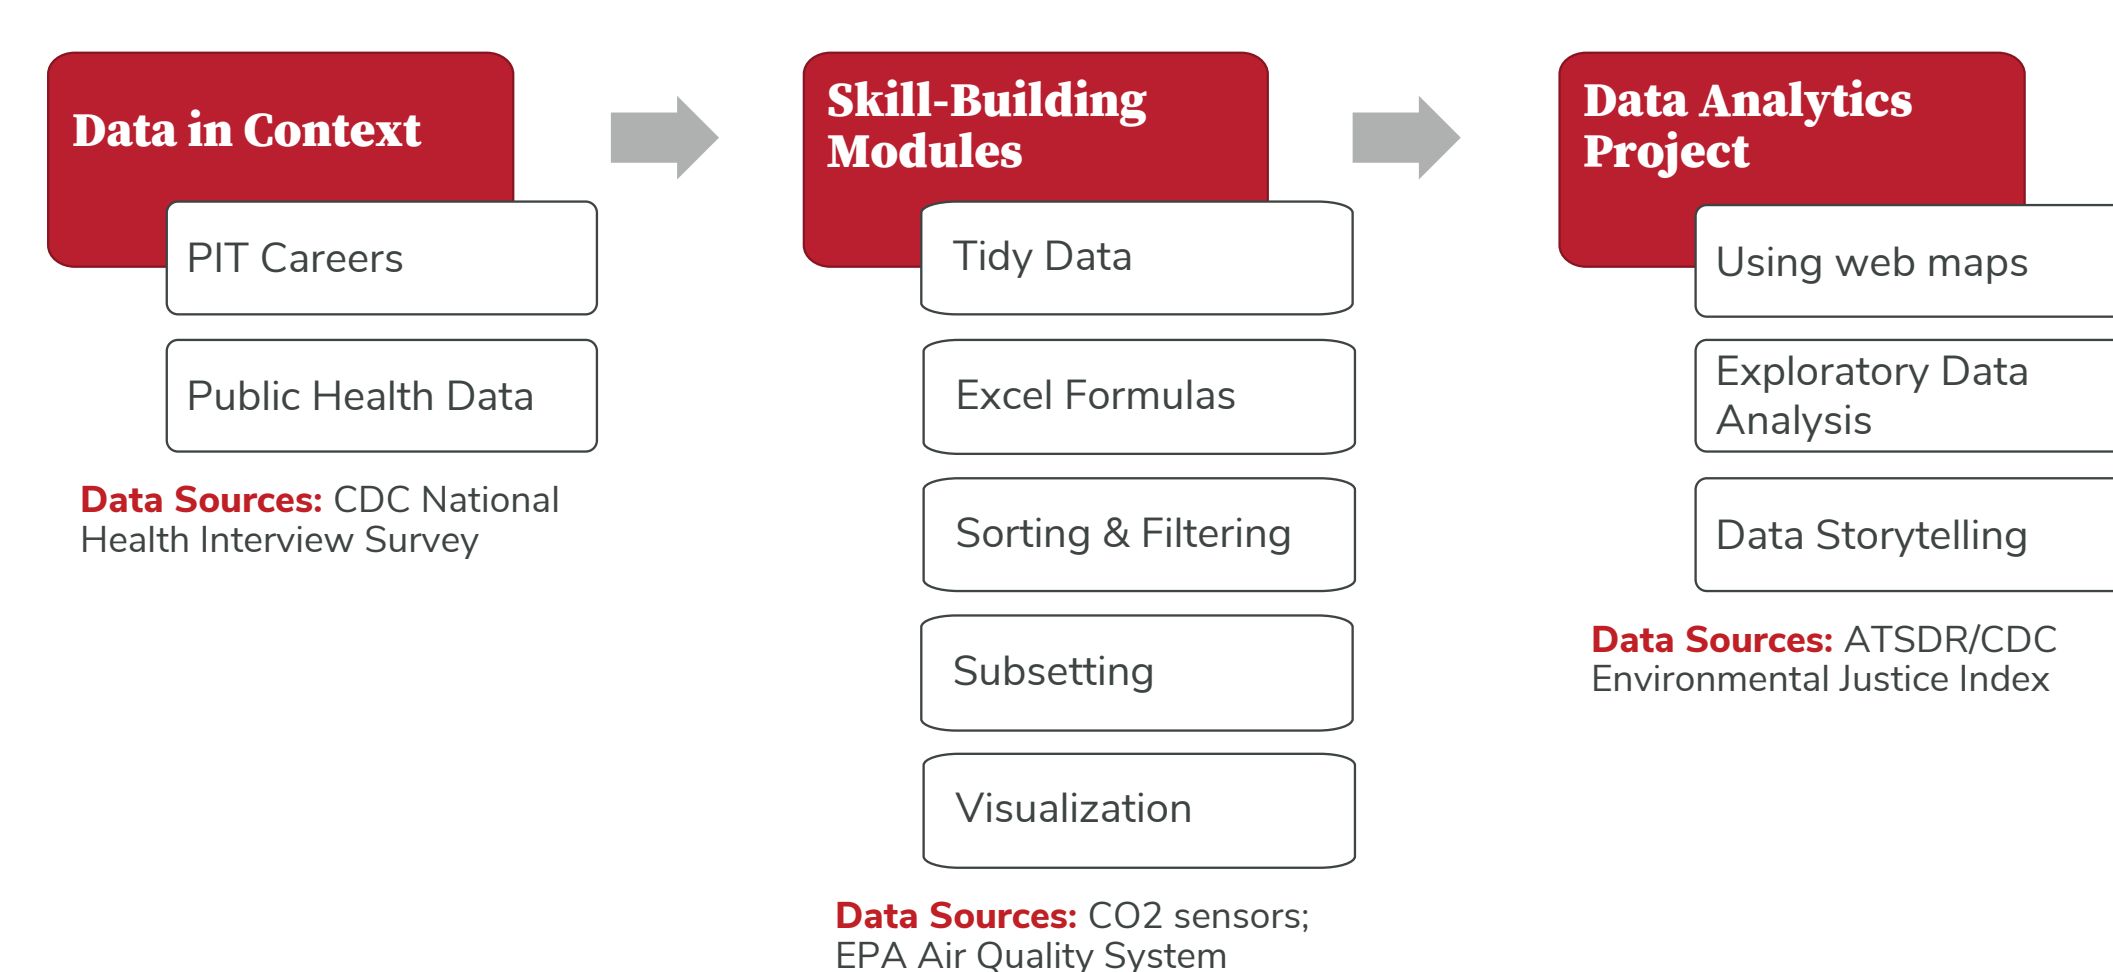 Data in Context
PIT Careers
Public Health Data
Data Sources: CDC National
Health Interview Survey
Skill-Building
Modules
Tidy Data
Excel Formulas
Sorting & Filtering
Subsetting
Visualization
Data Sources: CO2 sensors;
EPA Air Quality System
Data Analytics
Project
Using web maps
Exploratory Data
Analysis
Data Storytelling
Data Sources: ATSDR/CDC
Environmental Justice Index